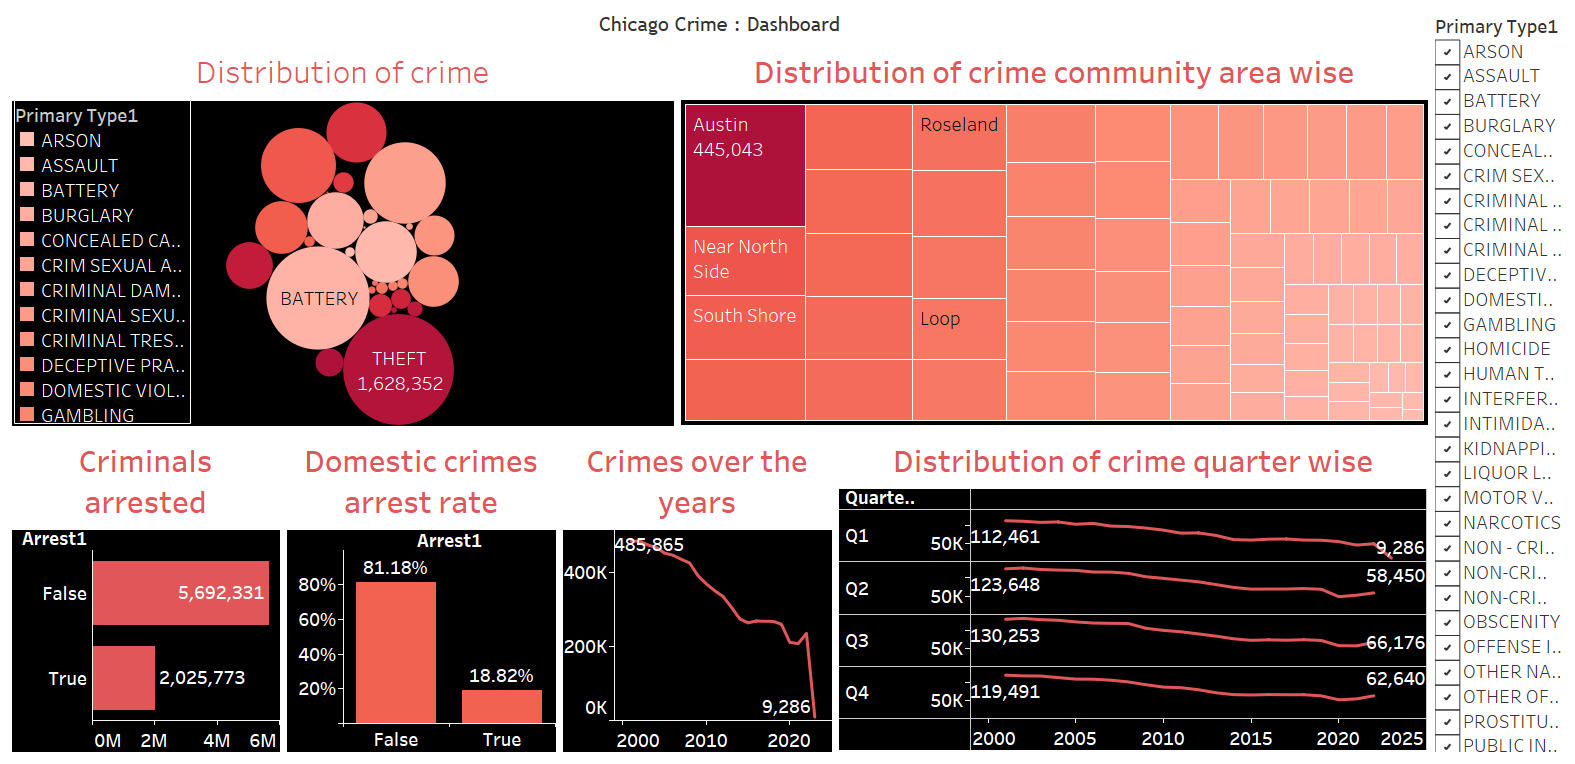 Chicago Crime : Dashboard
Distribution of crime
Primary Type1
ARSON
ASSAULT
BATTERY
BURGLARY
CONCEALED CA..
CRIM SEXUAL A..
CRIMINAL DAM..
CRIMINAL SEXU..
CRIMINAL TRES..
DECEPTIVE PRA..
DOMESTIC VIOL..
GAMBLING
BATTERY
THEFT
1,628,352
Distribution of crime community area wise
Austin
445,043
Near North
Side
South Shore
Roseland
Loop
Primary Type1
ARSON
ASSAULT
BATTERY
BURGLARY
CONCEAL..
CRIM SEX..
CRIMINAL ..
CRIMINAL ..
CRIMINAL ..
DECEPTIV..
DOMESTI..
GAMBLING
HOMICIDE
HUMAN T..
INTERFER..
INTIMIDA..
KIDNAPPI..
LIQUOR L..
MOTOR V..
NARCOTICS
NON - CRI..
NON-CRI..
NON-CRI..
OBSCENITY
OFFENSE I..
OTHER NA..
OTHER OF..
PROSTITU..
PUBLIC IN..
Criminals
arrested
Arrest1
False
5,692,331
True
2,025,773
0M 2M 4M 6M
Domestic crimes
arrest rate
Arrest1
81.18%
80%
60%
40%
18.82%
20%
False True
Crimes over the
years
485,865
400K
200K
9,286
0K
2000 2010 2020
Distribution of crime quarter wise
Quarte..
Q1 50K 112,461 9,286
Q2 50K 123,648 58,450
Q3 50K 130,253 66,176
Q4 50K 119,491 62,640
2000 2005 2010 2015 2020 2025